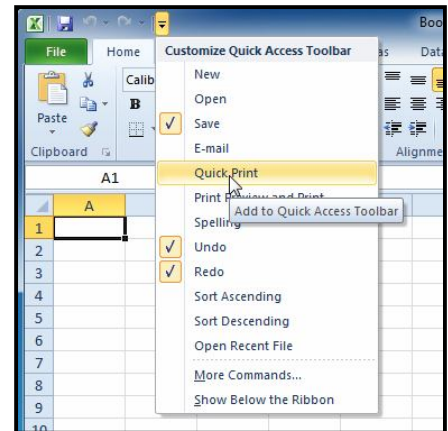 Boo
File Home Customize Quick Access Toolbar as Data
New
Calib
Open
B
Save
Paste
E-mail
Clipboard Alignme
Quick Print
A1
Print Preview and Print
Add to Quick Access Toolbar
A
Spelling
1
Undo
2
Redo
3
Sort Ascending
4
Sort Descending
5
Open Recent File
6
7
More Commands...
8
Show Below the Ribbon
9
10